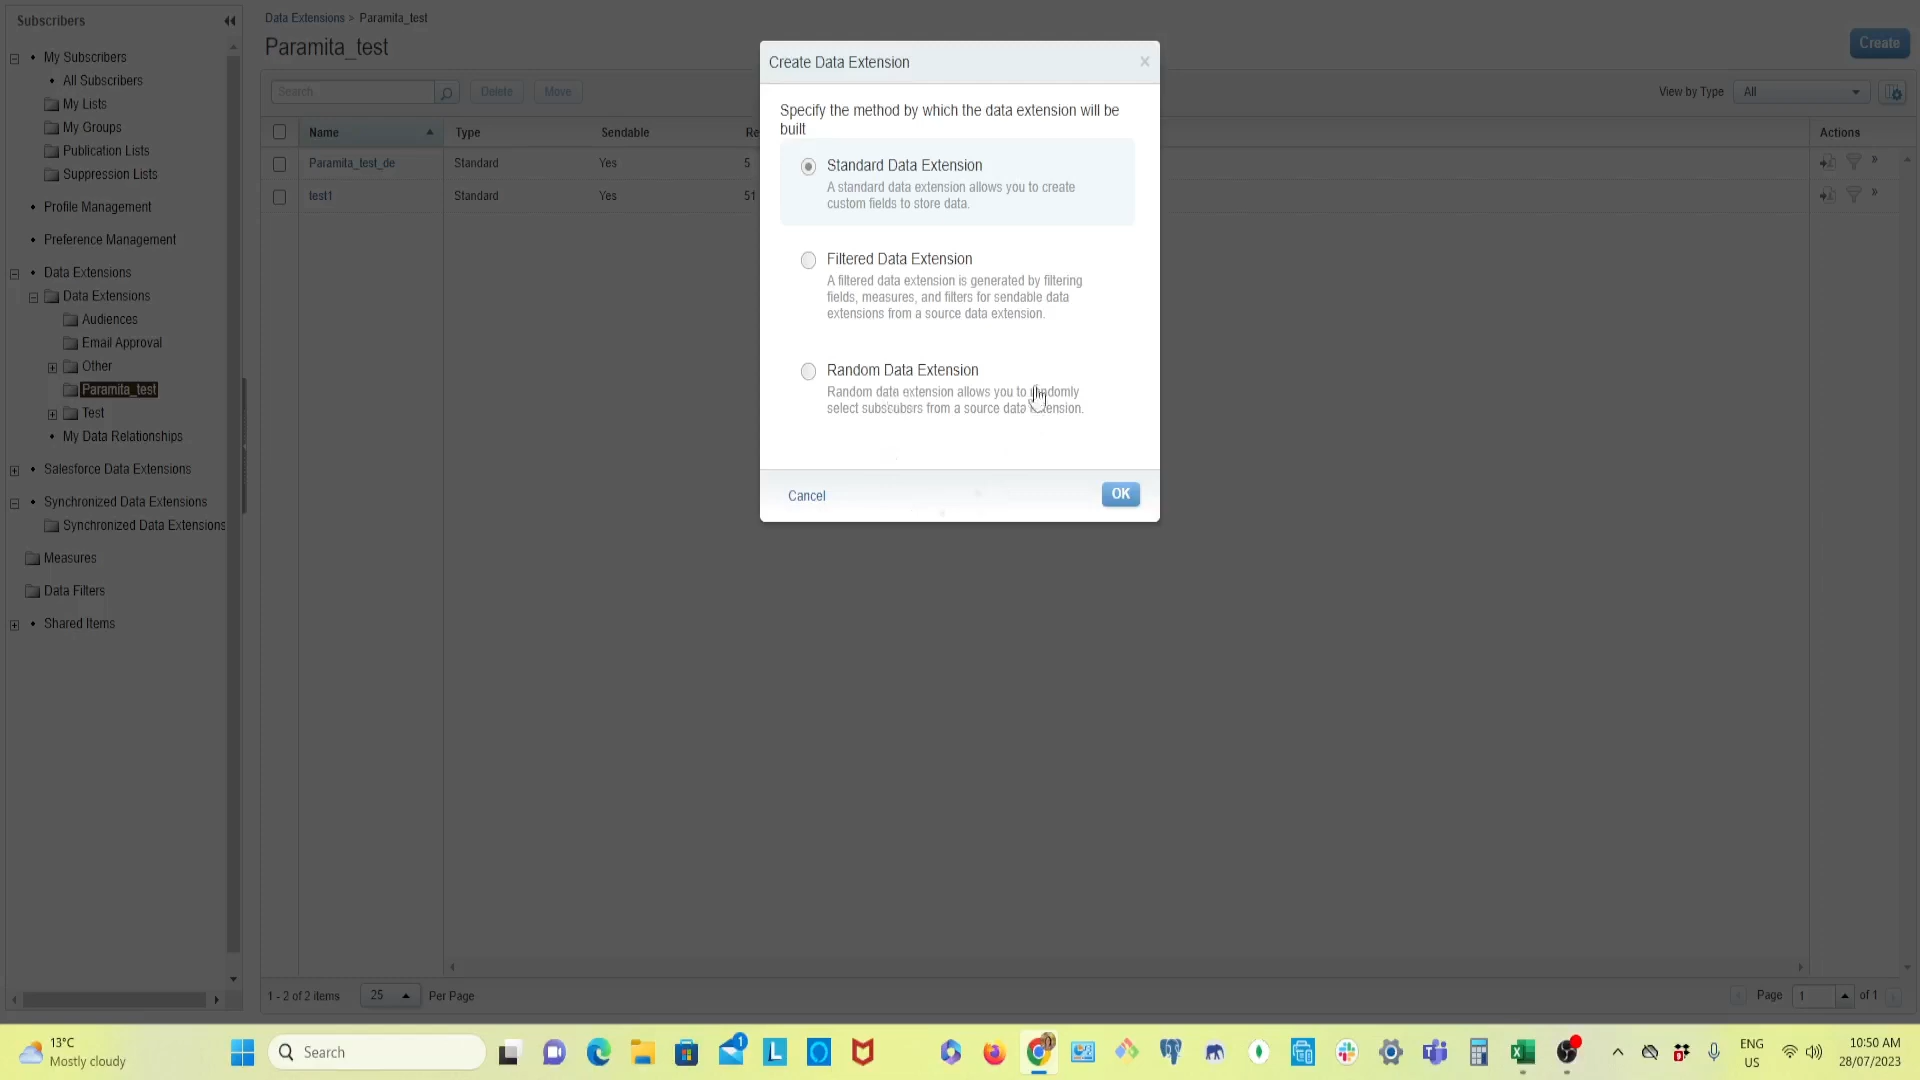 Subscribers
My Subscribers
All Subscribers
My Lists
My Groups
Publication Lists
Suppression Lists
Profile Management
Preference Management
Data Extensions
Data Extensions
Audiences
Email Approval
Other
Paramita_test
Test
My Data Relationships
Salesforce Data Extensions
Synchronized Data Extensions
Synchronized Data Extensions
Measures
Data Filters
Shared Items
Data Extensions > Paramita_test
Paramita_test
Create
Search Delete Move
View by Type All
Name Type Sendable Re Actions
Paramita_test_de Standard Yes 5
test1 Standard Yes 51
Create Data Extension
Specify the method by which the data extension will be
built
Standard Data Extension
A standard data extension allows you to create
custom fields to store data.
Filtered Data Extension
A filtered data extension is generated by filtering
fields, measures, and filters for sendable data
extensions from a source data extension.
Random Data Extension
Random data extension allows you to randomly
select subscubsrs from a source data extension.
Cancel OK
1 - 2 of 2 items 25 Per Page
Page 1 of 1
13°C
Mostly cloudy
Search
1
ENG
US
10:50 AM
28/07/2023